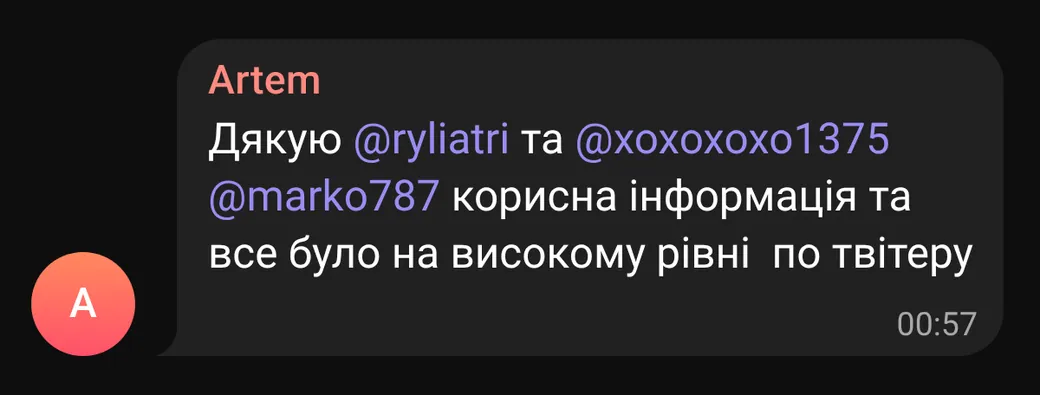 Artem
Дякую @ryliatri та @xoxoxoxo1375
@marko787 корисна інформація та
все було на високому рівні  по твітеру
A
00:57